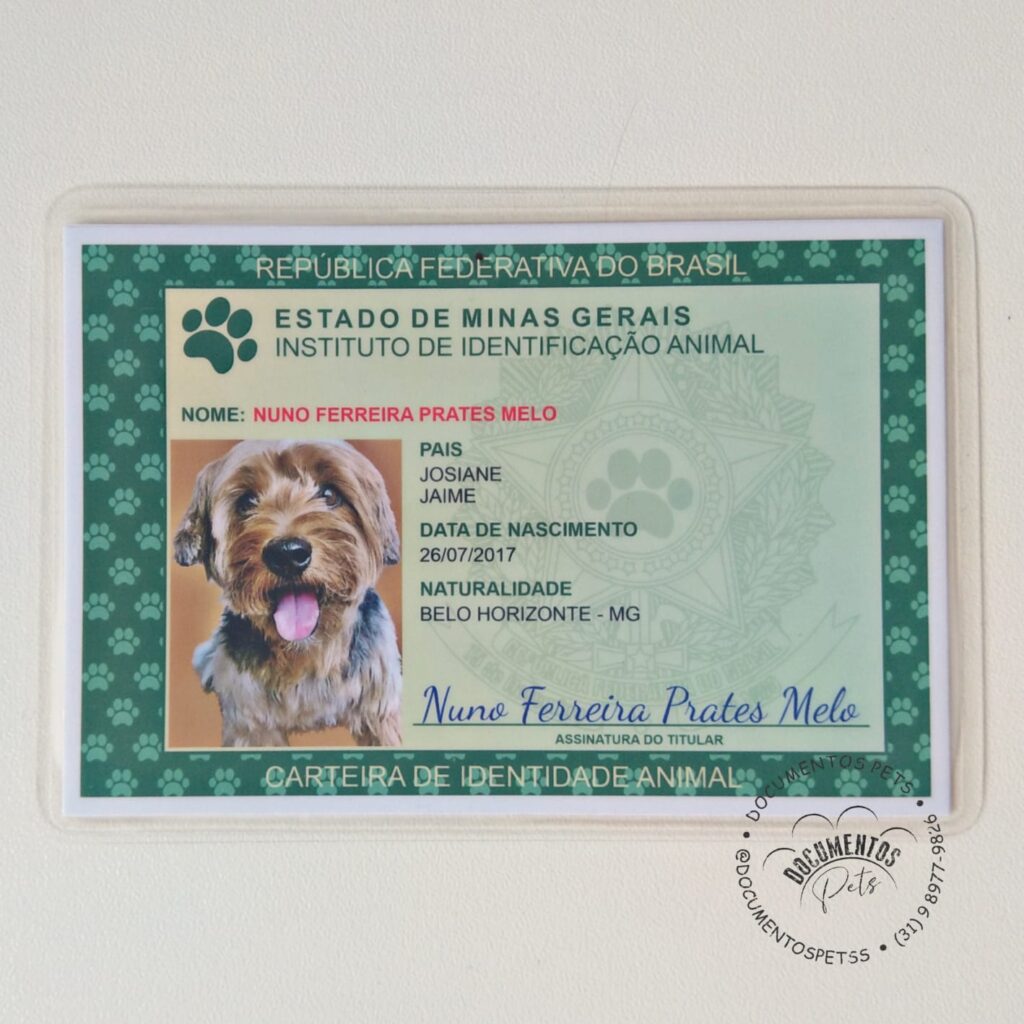 REPÚBLICA FEDERATIVA DO BRASIL
ESTADO DE MINAS GERAIS
INSTITUTO DE IDENTIFICAÇÃO ANIMAL
NOME: NUNO FERREIRA PRATES MELO
PAIS
JOSIANE
JAIME
DATA DE NASCIMENTO
26/07/2017
NATURALIDADE
BELO HORIZONTE - MG
Nuno Ferreira Prates Melo
ASSINATURA DO TITULAR
CARTEIRA DE IDENTIDADE ANIMAL
• DOCUMENTOS PETS •
DOCUMENTOS
Pets
@DOCUMENTOSPETSS • (31) 9 8977-9826